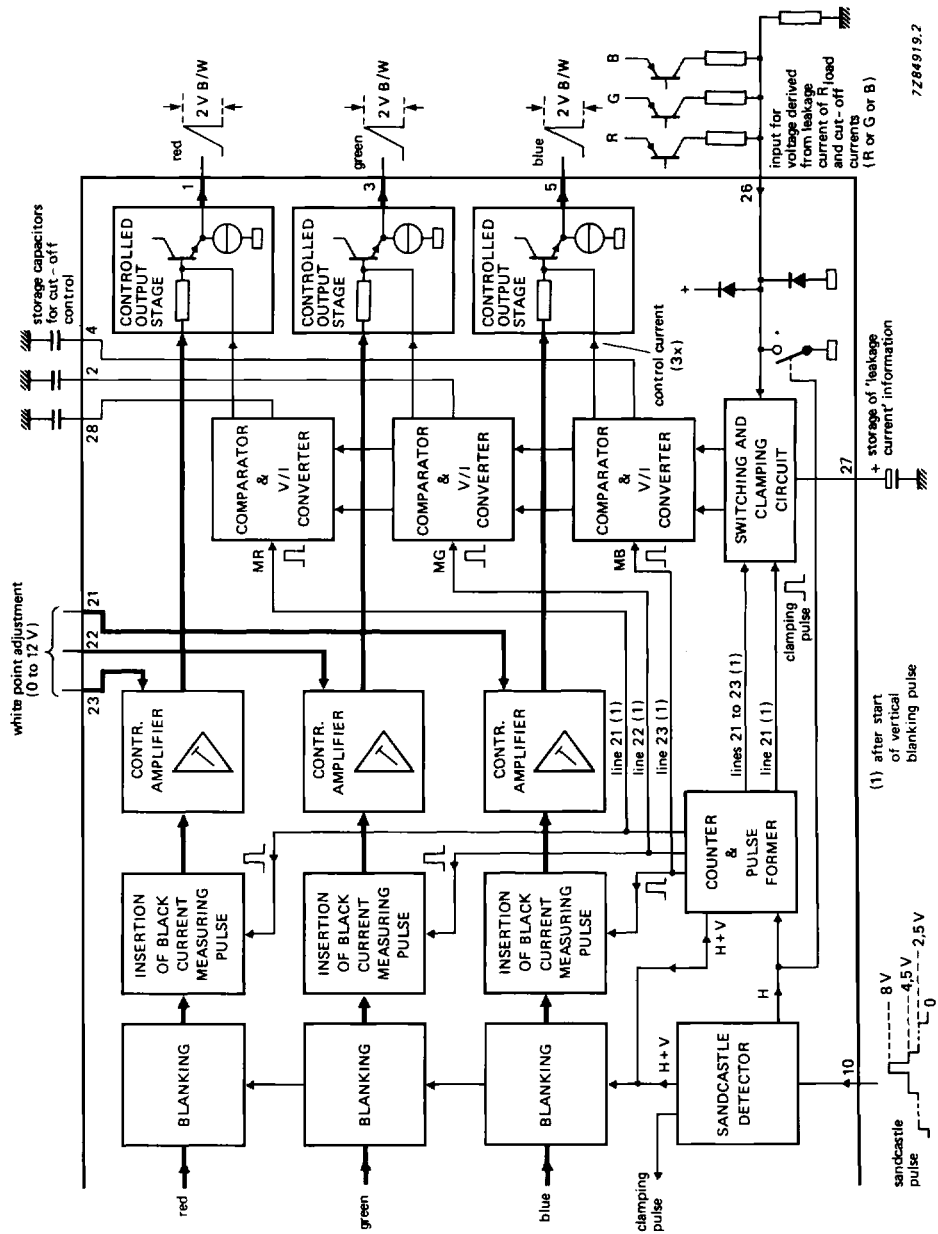 white point adjustment
(0 to 12 V)
23
22
21
storage capacitors
for cut-off
control
28
2
4
red
BLANKING
INSERTION
OF BLACK
CURRENT
MEASURING
PULSE
CONTR.
AMPLIFIER
CONTROLLED
OUTPUT
STAGE
1
red
2 V B/W
MR
COMPARATOR
&
V/I
CONVERTER
green
BLANKING
INSERTION
OF BLACK
CURRENT
MEASURING
PULSE
CONTR.
AMPLIFIER
CONTROLLED
OUTPUT
STAGE
3
green
2 V B/W
MG
COMPARATOR
&
V/I
CONVERTER
blue
BLANKING
INSERTION
OF BLACK
CURRENT
MEASURING
PULSE
CONTR.
AMPLIFIER
CONTROLLED
OUTPUT
STAGE
5
blue
2 V B/W
MB
COMPARATOR
&
V/I
CONVERTER
control current
(3x)
line 21 (1)
line 22 (1)
line 23 (1)
R
G
B
H+V
H+V
clamping
pulse
SANDCASTLE
DETECTOR
H
COUNTER
&
PULSE
FORMER
lines 21 to 23 (1)
line 21 (1)
clamping
pulse
SWITCHING AND
CLAMPING
CIRCUIT
+
26
input for
voltage derived
from leakage
current of Rload
and cut-off
currents
(R or G or B)
10
sandcastle
pulse
8 V
4,5 V
2,5 V
0
(1) after start
of vertical
blanking pulse
27
+ storage of 'leakage
current' information
7Z84919.2